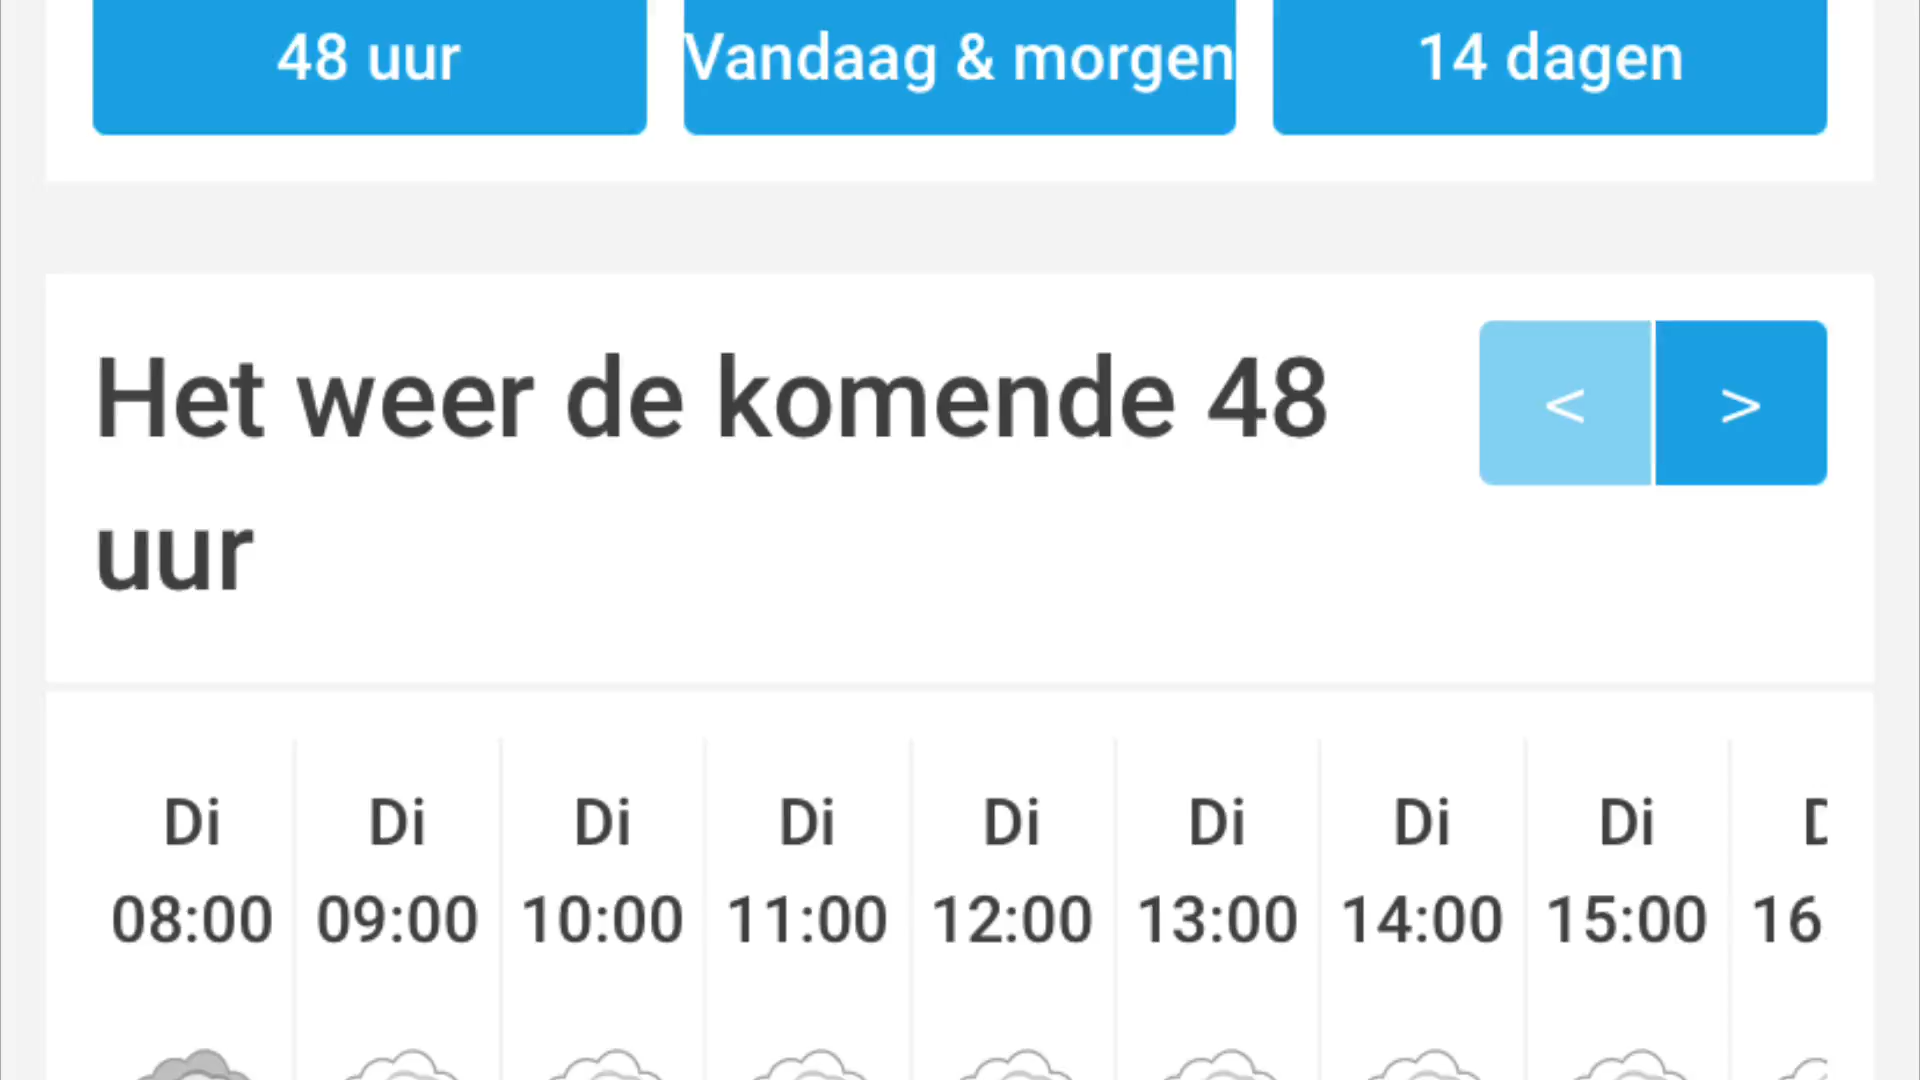 48 uur Vandaag & morgen 14 dagen
Het weer de komende 48 < >
uur
Di Di Di Di Di Di Di Di
08:00 09:00 10:00 11:00 12:00 13:00 14:00 15:00 16